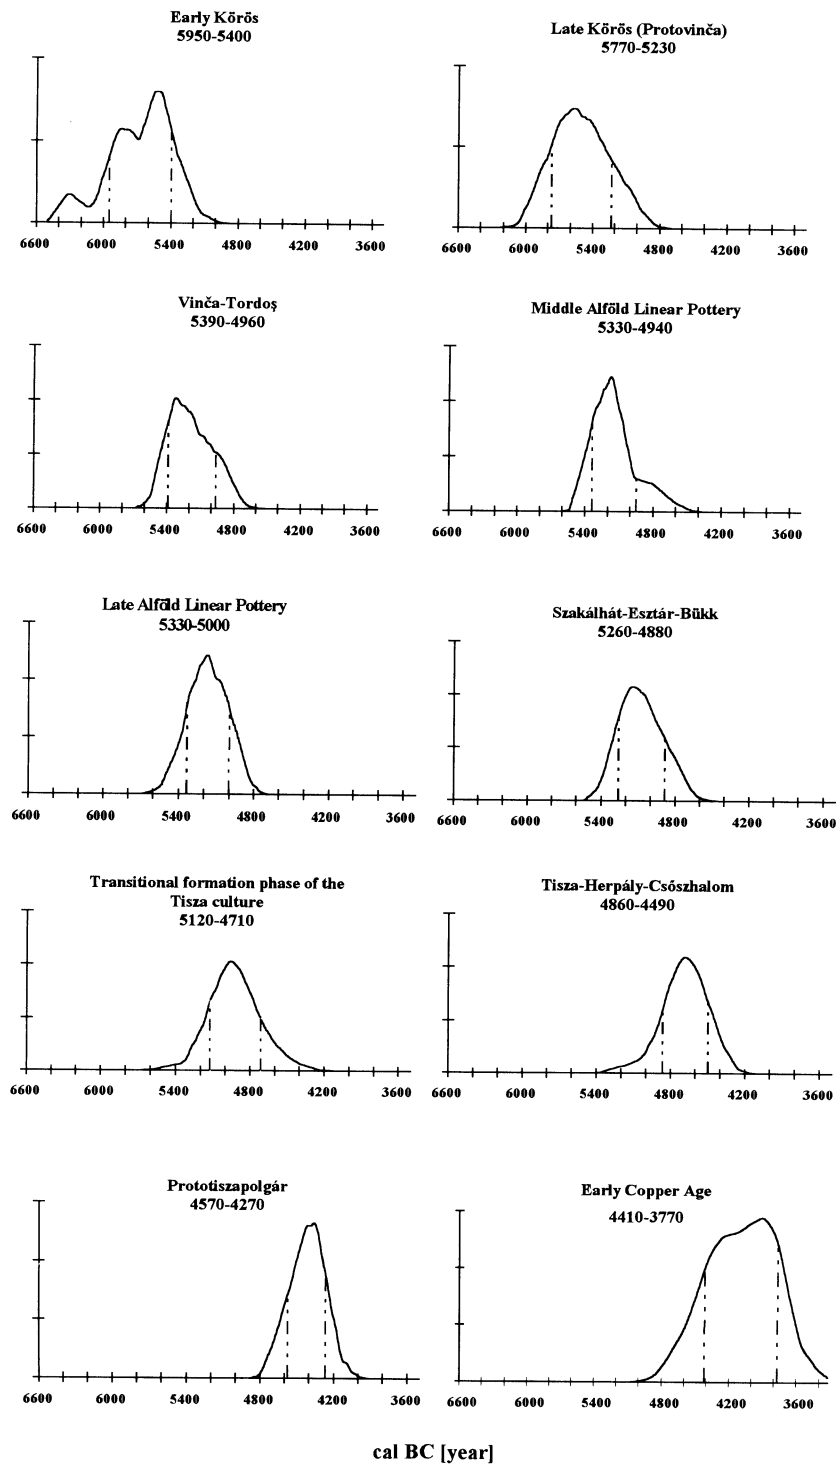 Early Körös
5950-5400
6600 6000 5400 4800 4200 3600
Late Körös (Protovinča)
5770-5230
6600 6000 5400 4800 4200 3600
Vinča-Tordoş
5390-4960
6600 6000 5400 4800 4200 3600
Middle Alföld Linear Pottery
5330-4940
6600 6000 5400 4800 4200 3600
Late Alföld Linear Pottery
5330-5000
6600 6000 5400 4800 4200 3600
Szakálhát-Esztár-Bükk
5260-4880
6600 6000 5400 4800 4200 3600
Transitional formation phase of the
Tisza culture
5120-4710
6600 6000 5400 4800 4200 3600
Tisza-Herpály-Csőszhalom
4860-4490
6600 6000 5400 4800 4200 3600
Prototiszapolgár
4570-4270
6600 6000 5400 4800 4200 3600
Early Copper Age
4410-3770
6600 6000 5400 4800 4200 3600
cal BC [year]